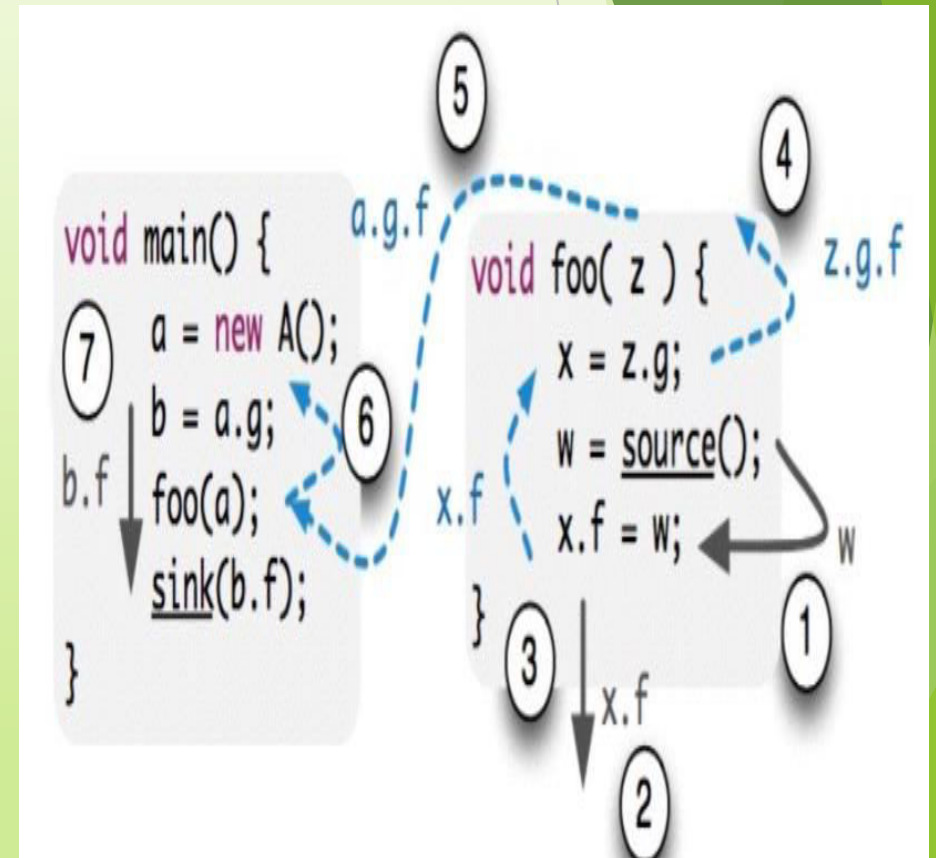 5
4
a.g.f
z.g.f
void main() {
a = new A();
b = a.g;
foo(a);
sink(b.f);
}
7
6
b.f
void foo( z ) {
x = z.g;
w = source();
x.f = w;
}
x.f
w
3
1
x.f
2